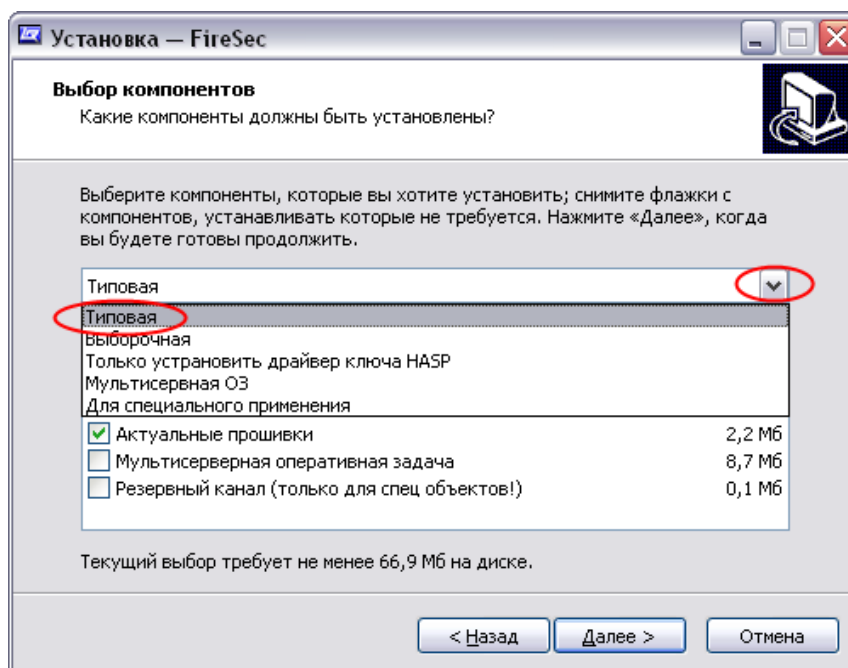 Установка — FireSec
Выбор компонентов
Какие компоненты должны быть установлены?
Выберите компоненты, которые вы хотите установить; снимите флажки с
компонентов, устанавливать которые не требуется. Нажмите «Далее», когда
вы будете готовы продолжить.
Типовая
Типовая
Выборочная
Только устрановить драйвер ключа HASP
Мультисервная ОЗ
Для специального применения
Актуальные прошивки 2,2 Мб
Мультисерверная оперативная задача 8,7 Мб
Резервный канал (только для спец объектов!) 0,1 Мб
Текущий выбор требует не менее 66,9 Мб на диске.
< Назад Далее > Отмена